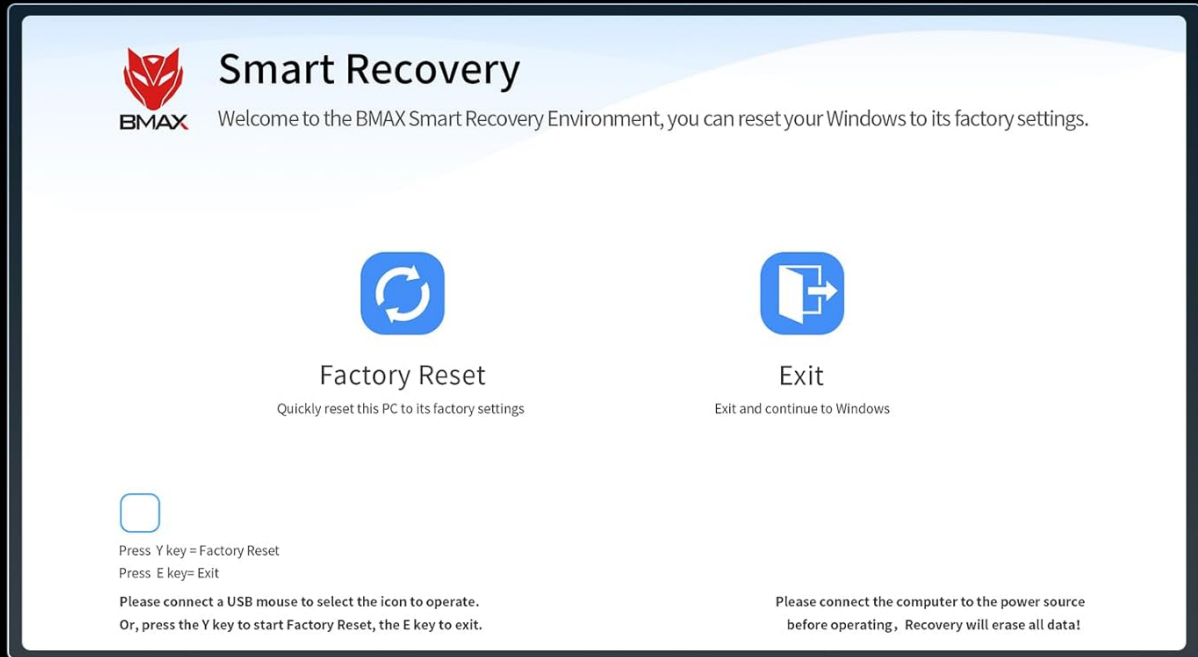 Smart Recovery
BMAX
Welcome to the BMAX Smart Recovery Environment, you can reset your Windows to its factory settings.
Factory Reset
Quickly reset this PC to its factory settings
Exit
Exit and continue to Windows
Press Y key = Factory Reset
Press E key= Exit
Please connect a USB mouse to select the icon to operate.
Or, press the Y key to start Factory Reset, the E key to exit.
Please connect the computer to the power source
before operating, Recovery will erase all data!